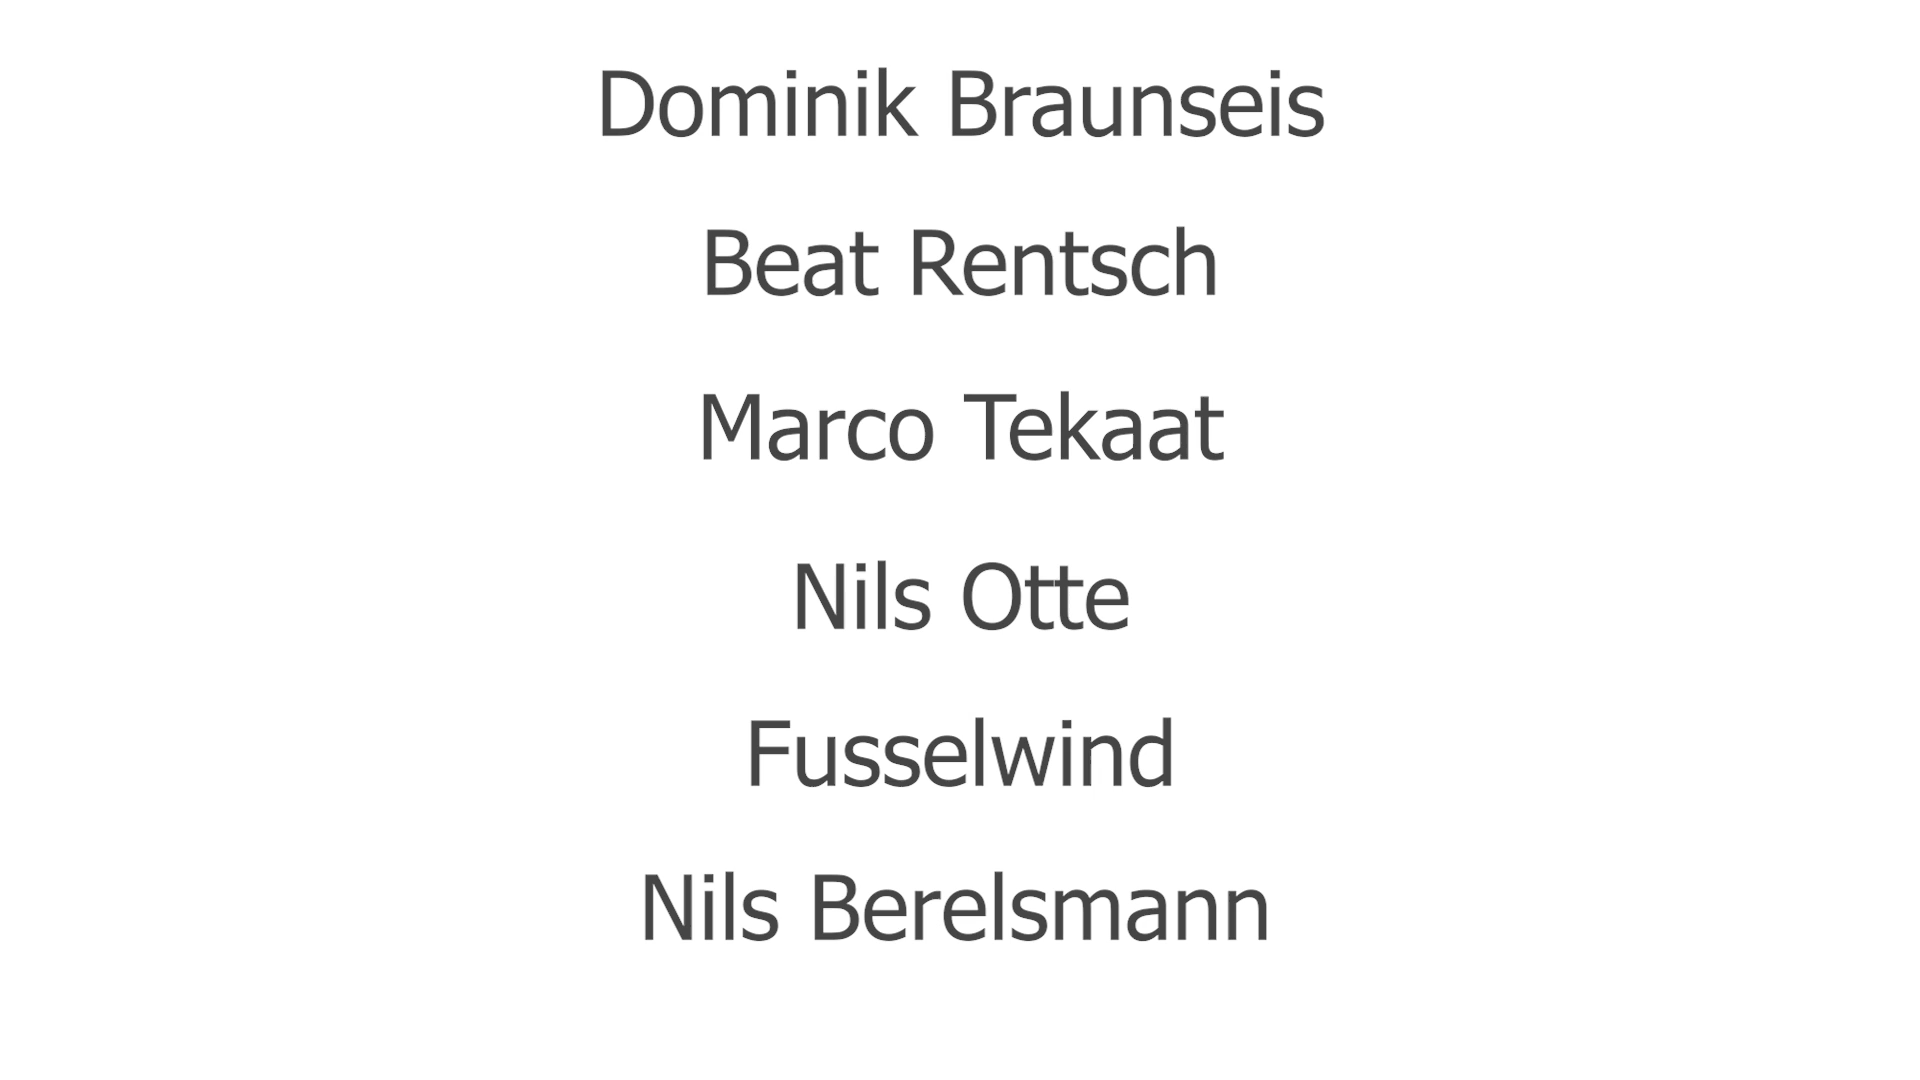 Dominik Braunseis
Beat Rentsch
Marco Tekaat
Nils Otte
Fusselwind
Nils Berelsmann